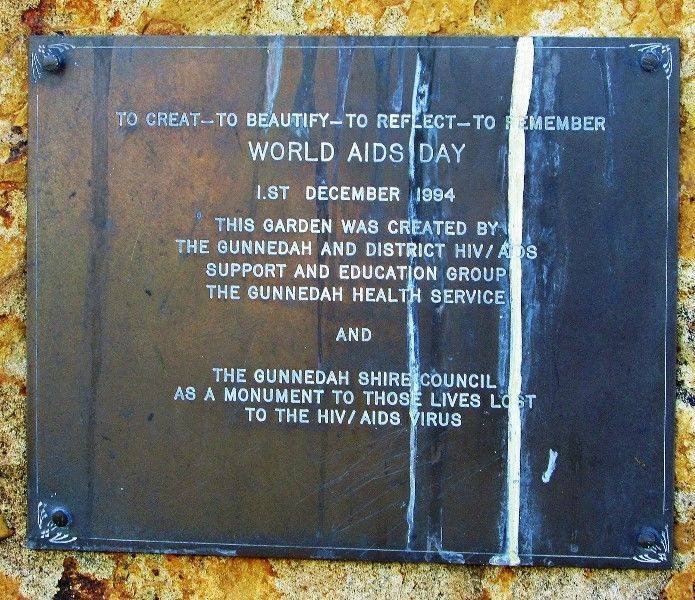 TO CREAT—TO BEAUTIFY—TO REFLECT—TO REMEMBER
WORLD AIDS DAY
1.ST DECEMBER 1994
THIS GARDEN WAS CREATED BY
THE GUNNEDAH AND DISTRICT HIV/AIDS
SUPPORT AND EDUCATION GROUP
THE GUNNEDAH HEALTH SERVICE
AND
THE GUNNEDAH SHIRE COUNCIL
AS A MONUMENT TO THOSE LIVES LOST
TO THE HIV/AIDS VIRUS